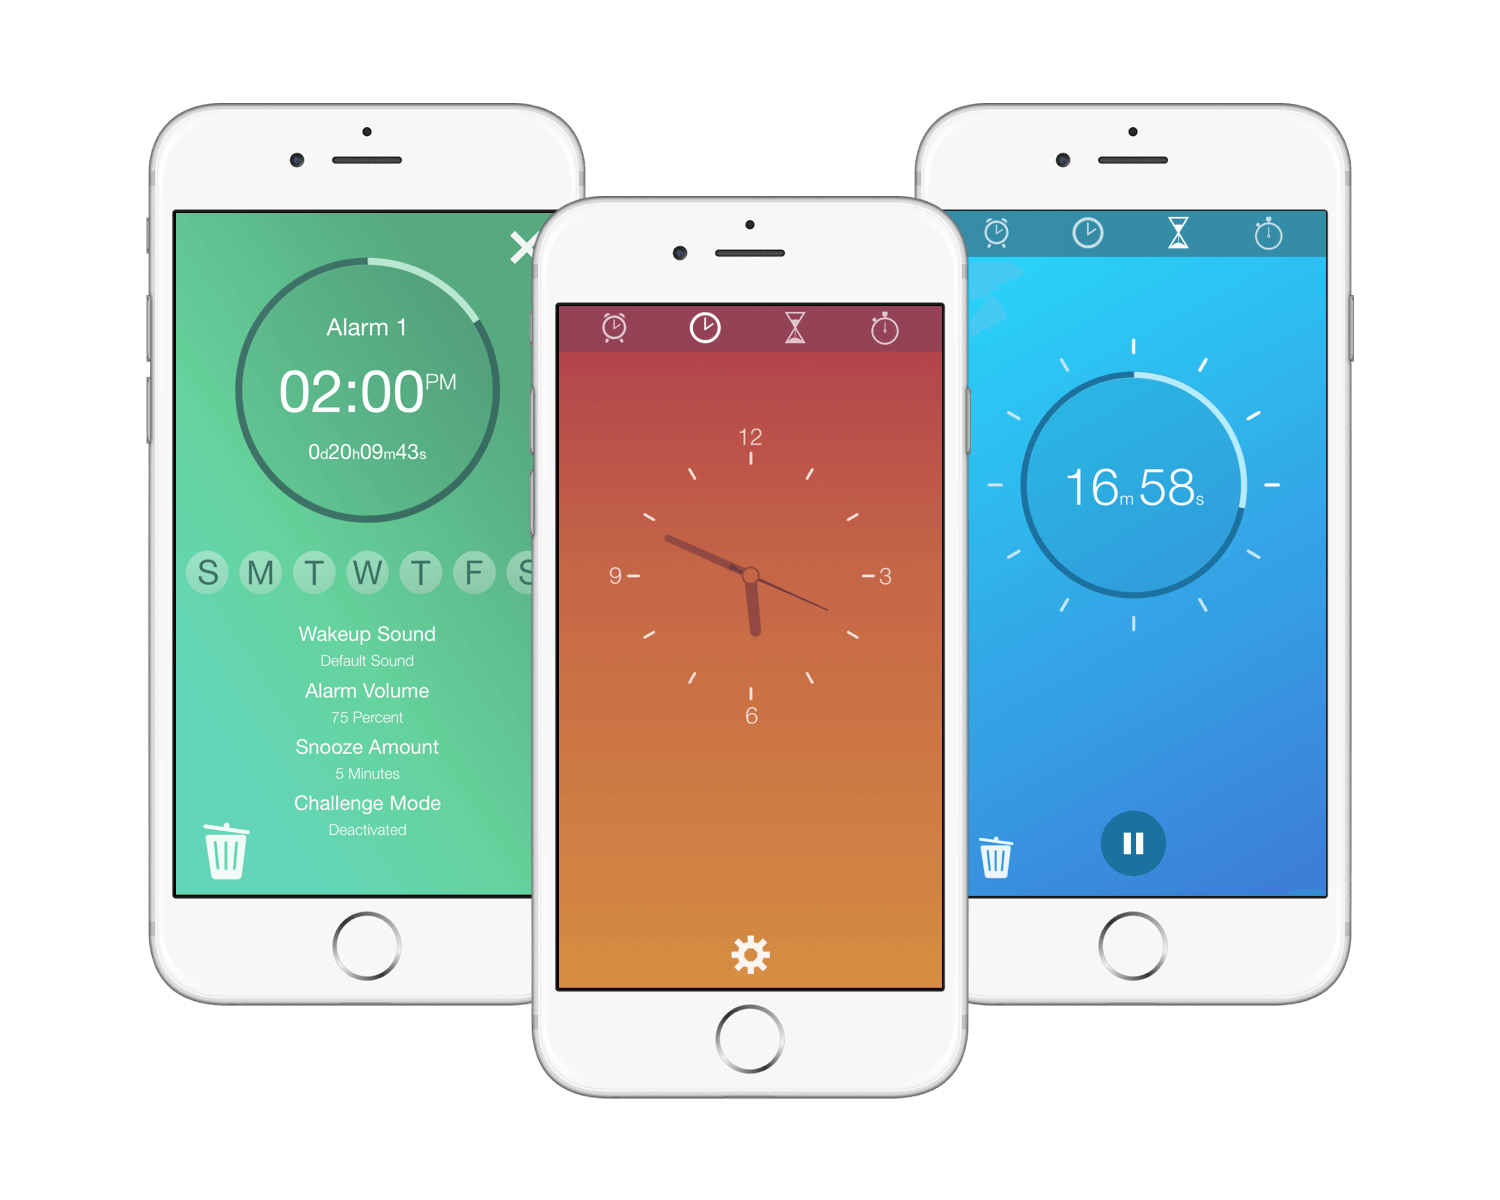 Alarm 1
02:00PM
0d20h09m43s
S M T W T F S
Wakeup Sound
Default Sound
Alarm Volume
75 Percent
Snooze Amount
5 Minutes
Challenge Mode
Deactivated
12
9 3
6
16m58s